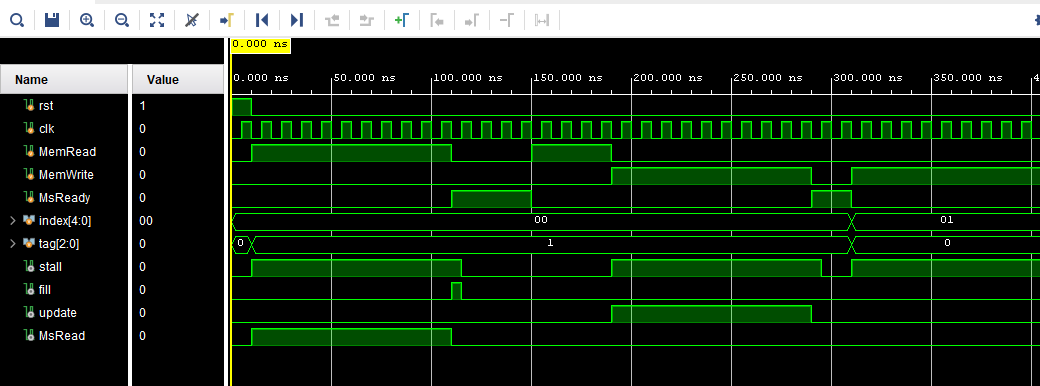 0.000 ns
Name Value
0.000 ns 50.000 ns 100.000 ns 150.000 ns 200.000 ns 250.000 ns 300.000 ns 350.000 ns 4
rst 1
clk 0
MemRead 0
MemWrite 0
MsReady 0
index[4:0] 00 00 01
tag[2:0] 0 0 1 0
stall 0
fill 0
update 0
MsRead 0